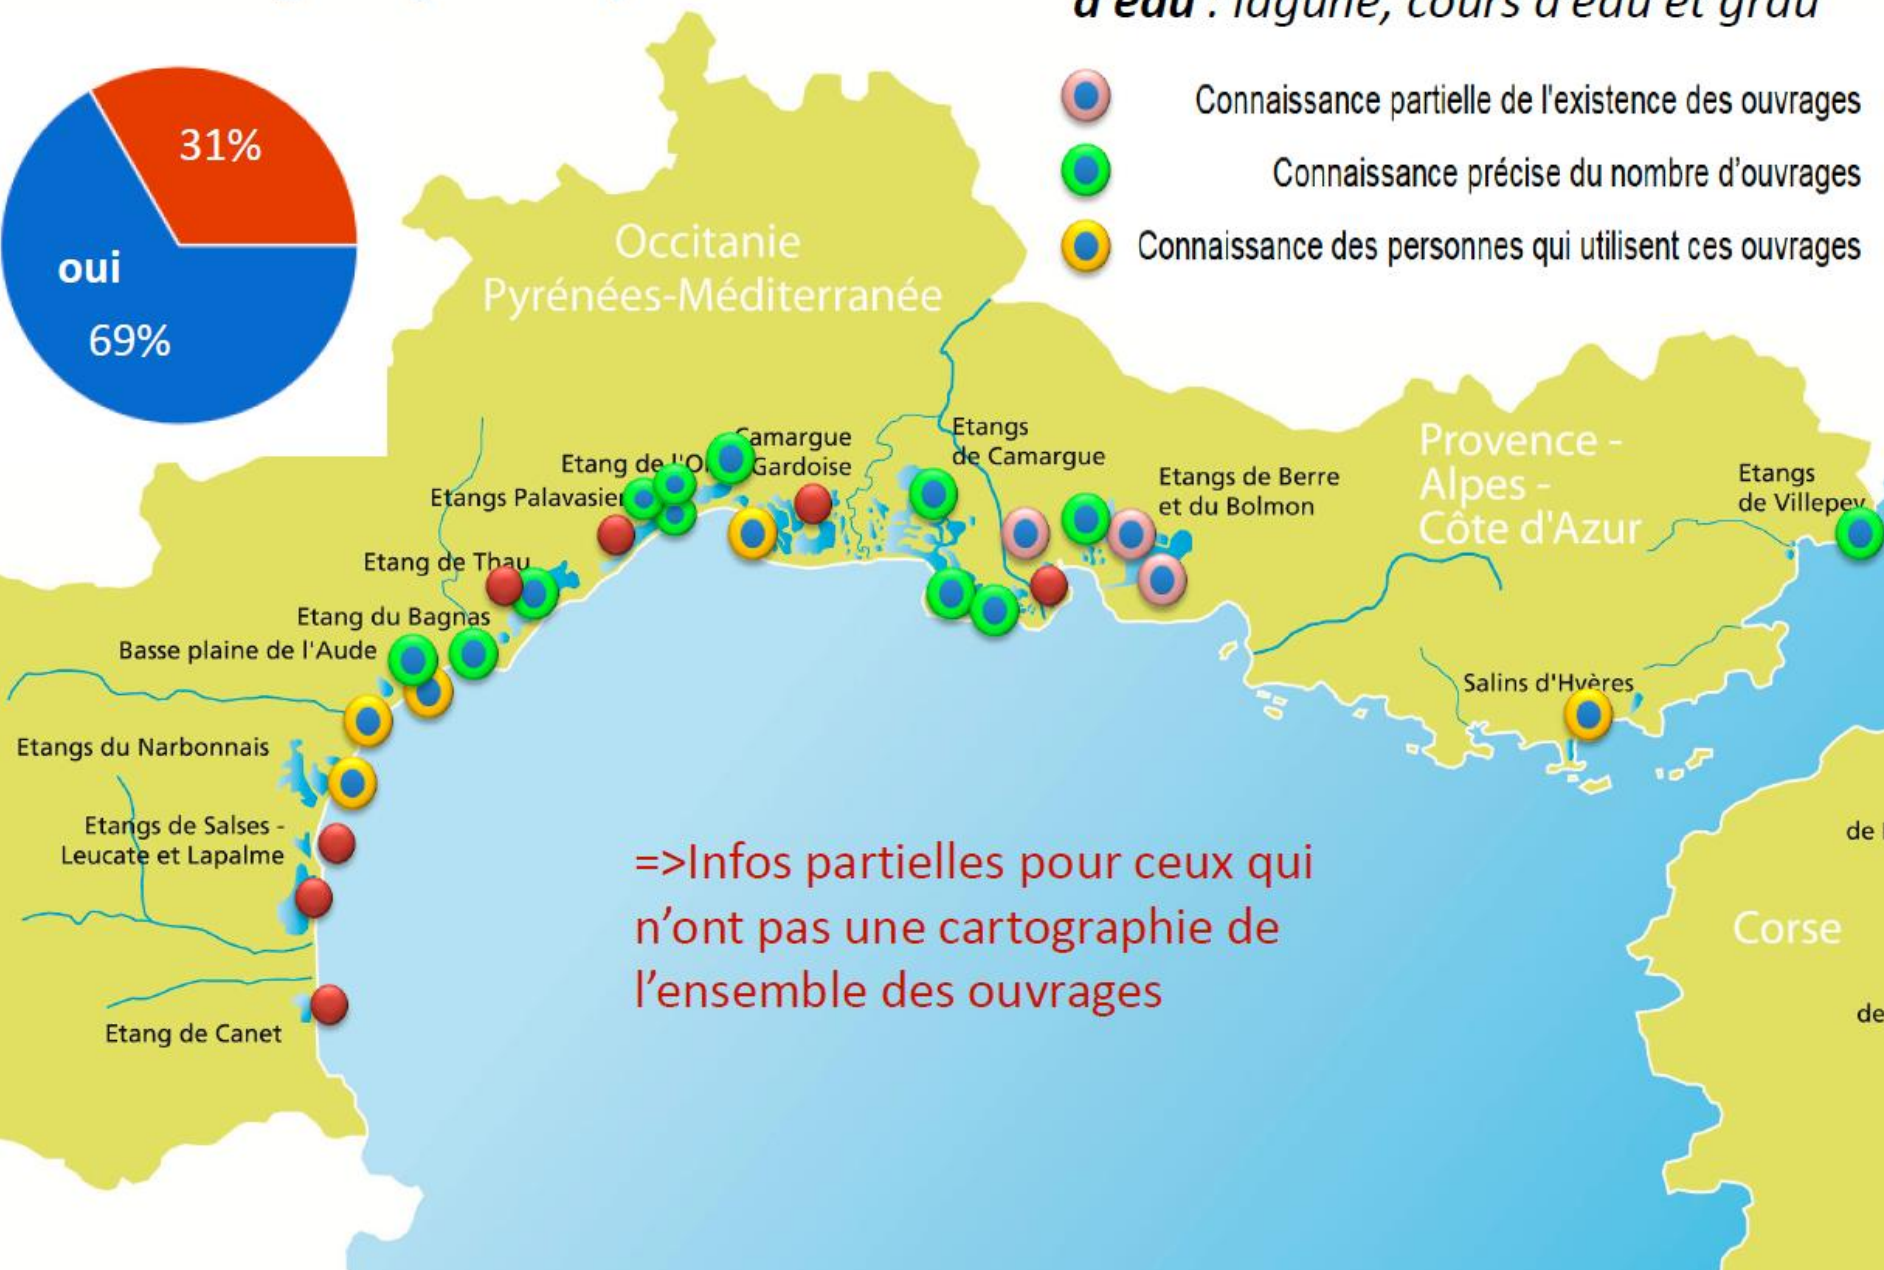 d'eau : lagune, cours d'eau et grau
31%
oui
69%
Connaissance partielle de l'existence des ouvrages
Connaissance précise du nombre d'ouvrages
Connaissance des personnes qui utilisent ces ouvrages
Occitanie
Pyrénées-Méditerranée
Provence -
Alpes -
Côte d'Azur
Camargue
Gardoise
Etang de l'O
Etangs Palavasie
Etangs
de Camargue
Etangs de Berre
et du Bolmon
Etangs
de Villepey
Etang de Thau
Etang du Bagnas
Basse plaine de l'Aude
Salins d'Hyères
Etangs du Narbonnais
Etangs de Salses -
Leucate et Lapalme
Etang de Canet
=>Infos partielles pour ceux qui
n'ont pas une cartographie de
l'ensemble des ouvrages
de
Corse
de